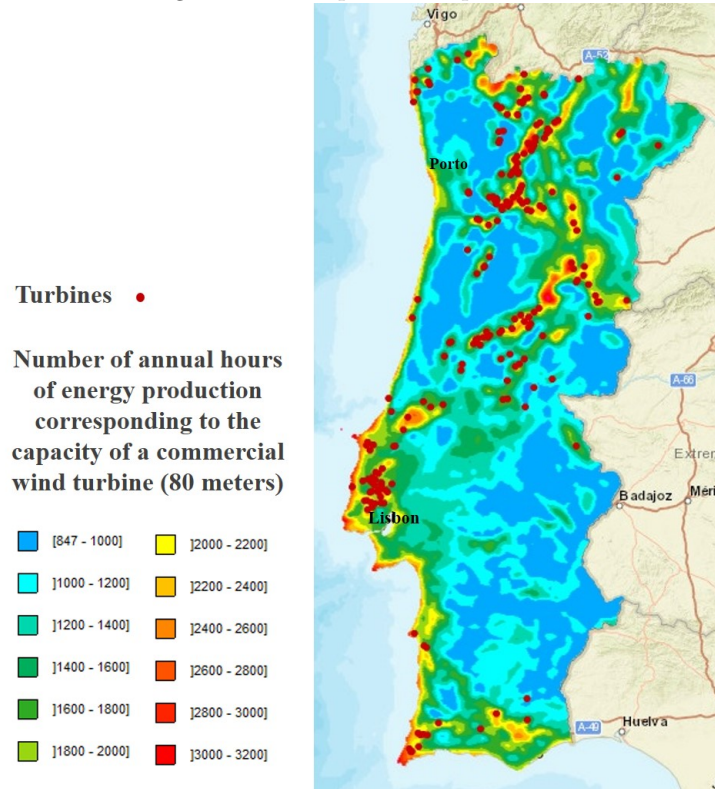 Vigo
A-52
Porto
Turbines
Number of annual hours
of energy production
corresponding to the
capacity of a commercial
wind turbine (80 meters)
A-66
Extrem
Badajoz
Méri
Lisbon
[847 - 1000]
]1000 - 1200]
]1200 - 1400]
]1400 - 1600]
]1600 - 1800]
]1800 - 2000]
]2000 - 2200]
]2200 - 2400]
]2400 - 2600]
]2600 - 2800]
]2800 - 3000]
]3000 - 3200]
A-49
Huelva